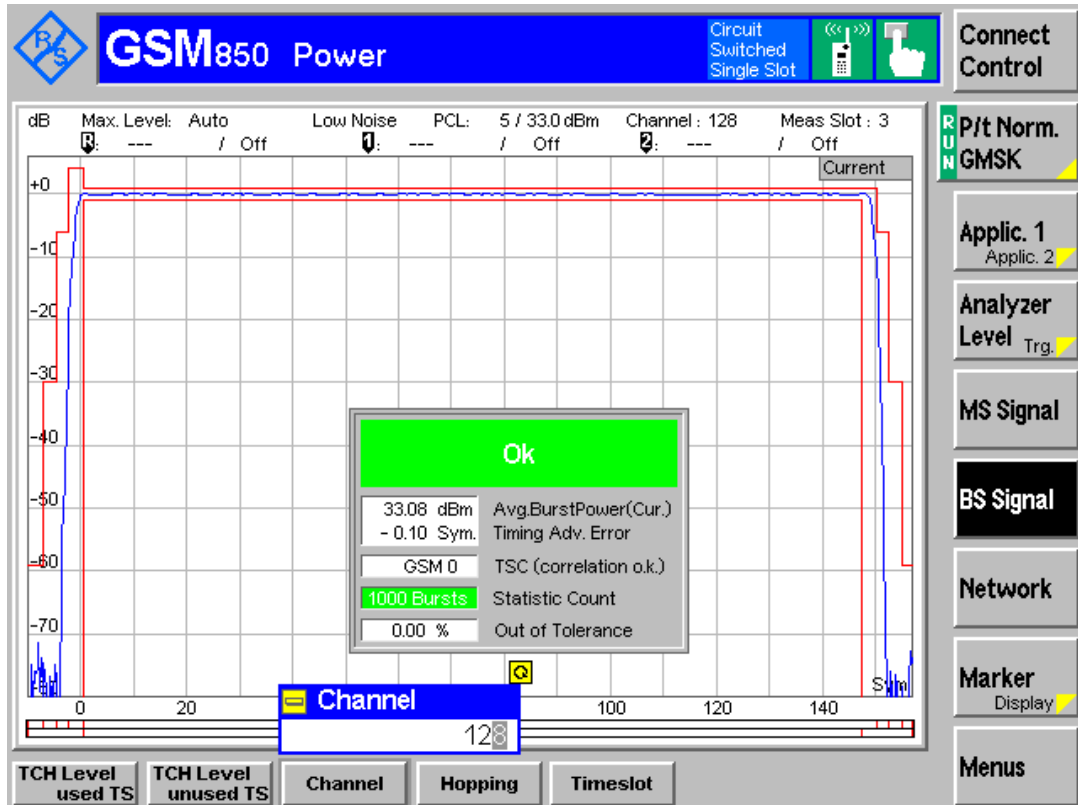 R/S
GSM850 Power
Circuit
Switched
Single Slot
Connect
Control
dB Max. Level: Auto Low Noise PCL: 5 / 33.0 dBm Channel : 128 Meas Slot : 3
R: --- / Off 1: --- / Off 2: --- / Off
Current
RUN
P/t Norm.
GMSK
+0
-10
-20
-30
-40
-50
-60
-70
Applic. 1
Applic. 2
Analyzer
Level Trg.
MS Signal
BS Signal
Network
Marker
Display
Menus
Ok
33.08 dBm Avg.BurstPower(Cur.)
- 0.10 Sym. Timing Adv. Error
GSM 0 TSC (correlation o.k.)
1000 Bursts Statistic Count
0.00 % Out of Tolerance
Sym
0 20 100 120 140
Channel
128
TCH Level
used TS
TCH Level
unused TS
Channel
Hopping
Timeslot